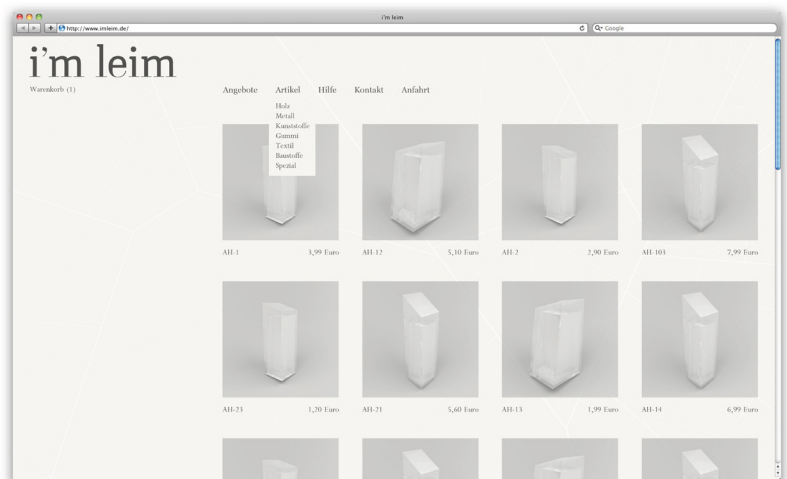 i'm leim
http://www.imleim.de/
Google
i'm leim
Warenkorb (1)
Angebote Artikel Hilfe Kontakt Anfahrt
Holz
Metall
Kunststoffe
Gummi
Textil
Baustoffe
Spezial
AH-1 3,99 Euro AH-12 5,10 Euro AH-2 2,90 Euro AH-103 7,99 Euro
AH-23 1,20 Euro AH-21 5,60 Euro AH-13 1,99 Euro AH-14 6,99 Euro